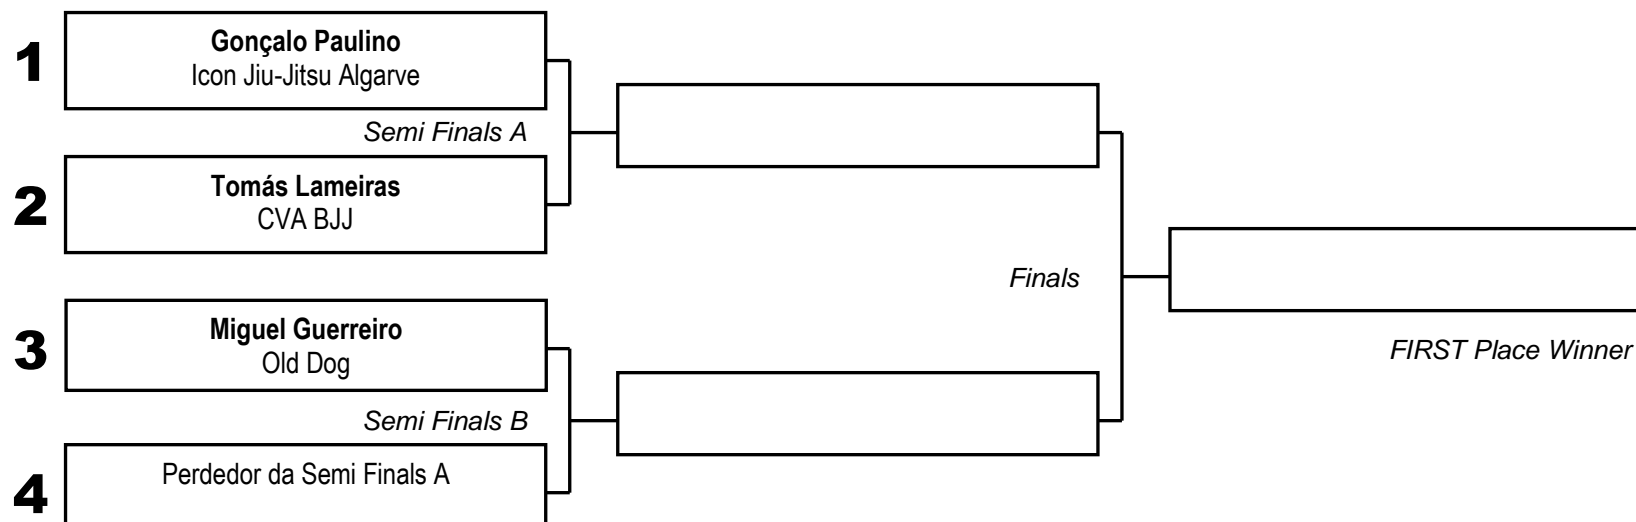 1
Gonçalo Paulino
Icon Jiu-Jitsu Algarve
Semi Finals A
2
Tomás Lameiras
CVA BJJ
3
Miguel Guerreiro
Old Dog
Semi Finals B
4
Perdedor da Semi Finals A
Finals
FIRST Place Winner